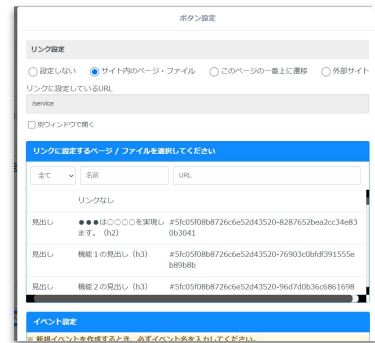 ボタン設定
リンク設定
設定しない サイト内のページ・ファイル このページの一番上に遷移 外部サイト
リンクに設定しているURL
/service
別ウィンドウで開く
リンクに設定するページ / ファイルを選択してください
全て 名前 URL
リンクなし
見出し ●●●は○○○○を実現し #5fc05f08b8726c6e52d43520-8287652bea2cc34e83
ます。（h2） 0b3041
見出し 機能１の見出し（h3） #5fc05f08b8726c6e52d43520-76903c0bfdf391555e
b89b8b
見出し 機能２の見出し（h3） #5fc05f08b8726c6e52d43520-96d7d0b36c6861698
イベント設定
※ 新規イベントを作成するとき、必ずイベント名を入力してください。